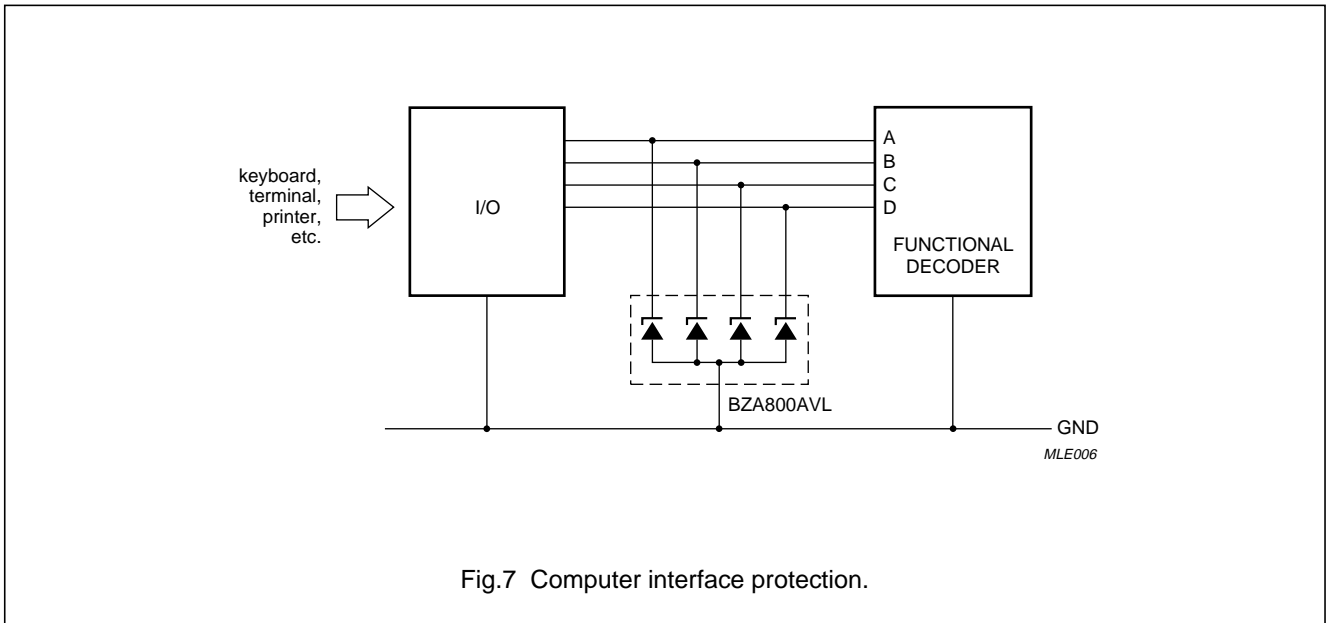 keyboard,
terminal,
printer,
etc.
I/O
A
B
C
D
FUNCTIONAL
DECODER
BZA800AVL
GND
MLE006
Fig.7 Computer interface protection.